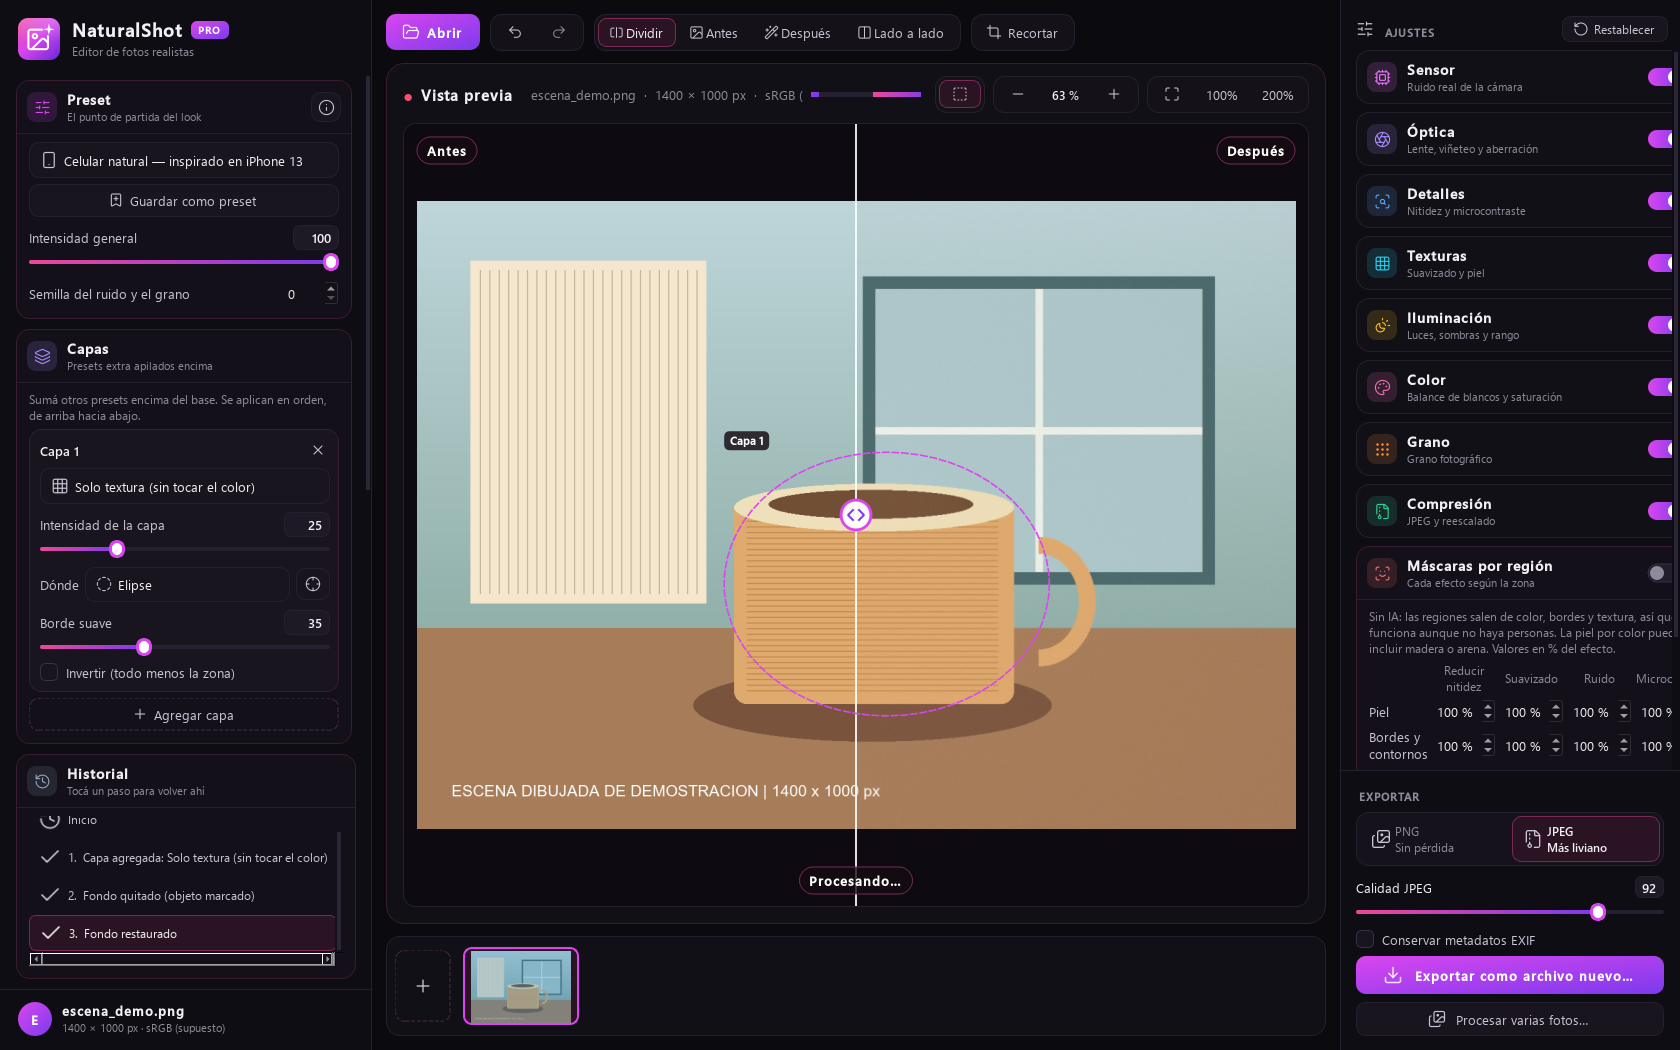 NaturalShot PRO
Editor de fotos realistas
Preset
El punto de partida del look
Celular natural — inspirado en iPhone 13
Guardar como preset
Intensidad general 100
Semilla del ruido y el grano 0
Capas
Presets extra apilados encima
Sumá otros presets encima del base. Se aplican en orden,
de arriba hacia abajo.
Capa 1
Solo textura (sin tocar el color)
Intensidad de la capa 25
Dónde Elipse
Borde suave 35
Invertir (todo menos la zona)
Agregar capa
Historial
Tocá un paso para volver ahí
Inicio
1. Capa agregada: Solo textura (sin tocar el color)
2. Fondo quitado (objeto marcado)
3. Fondo restaurado
E
escena_demo.png
1400 × 1000 px · sRGB (supuesto)
Abrir
Dividir
Antes
Después
Lado a lado
Recortar
Vista previa escena_demo.png · 1400 × 1000 px · sRGB (
63 %
100%
200%
Antes
Después
Capa 1
ESCENA DIBUJADA DE DEMOSTRACION | 1400 x 1000 px
Procesando...
AJUSTES
Restablecer
Sensor
Ruido real de la cámara
Óptica
Lente, viñeteo y aberración
Detalles
Nitidez y microcontraste
Texturas
Suavizado y piel
Iluminación
Luces, sombras y rango
Color
Balance de blancos y saturación
Grano
Grano fotográfico
Compresión
JPEG y reescalado
Máscaras por región
Cada efecto según la zona
Sin IA: las regiones salen de color, bordes y textura, así que
funciona aunque no haya personas. La piel por color pued
incluir madera o arena. Valores en % del efecto.
Reducir
nitidez
Suavizado
Ruido
Microc
Piel 100 % 100 % 100 % 100 %
Bordes y
contornos 100 % 100 % 100 % 100 %
EXPORTAR
PNG
Sin pérdida
JPEG
Más liviano
Calidad JPEG 92
Conservar metadatos EXIF
Exportar como archivo nuevo...
Procesar varias fotos...